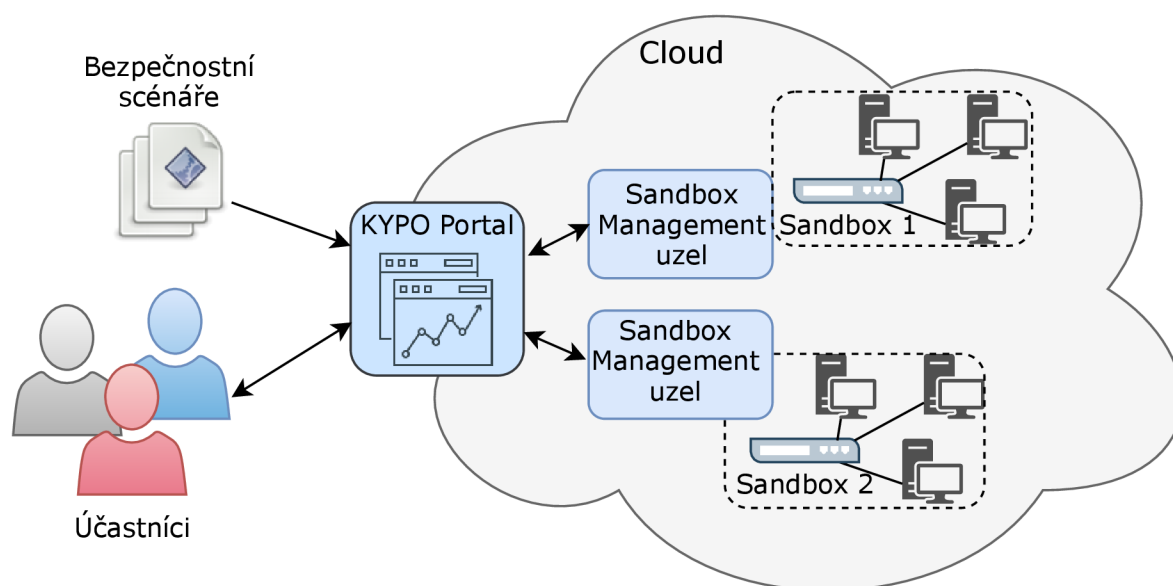 Bezpečnostní
scénáře
Cloud
KYPO Portal
Sandbox
Management
uzel
Sandbox 1
Sandbox
Management
uzel
Sandbox 2
Účastníci